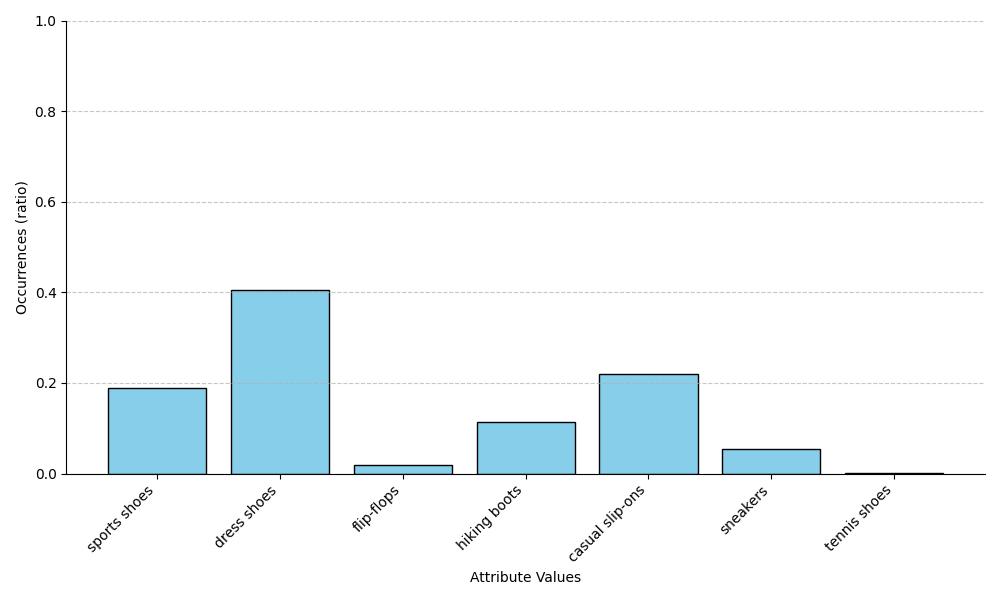 1.0
0.8
0.6
0.4
0.2
0.0
Occurrences (ratio)
sports shoes
dress shoes
flip-flops
hiking boots
casual slip-ons
sneakers
tennis shoes
Attribute Values